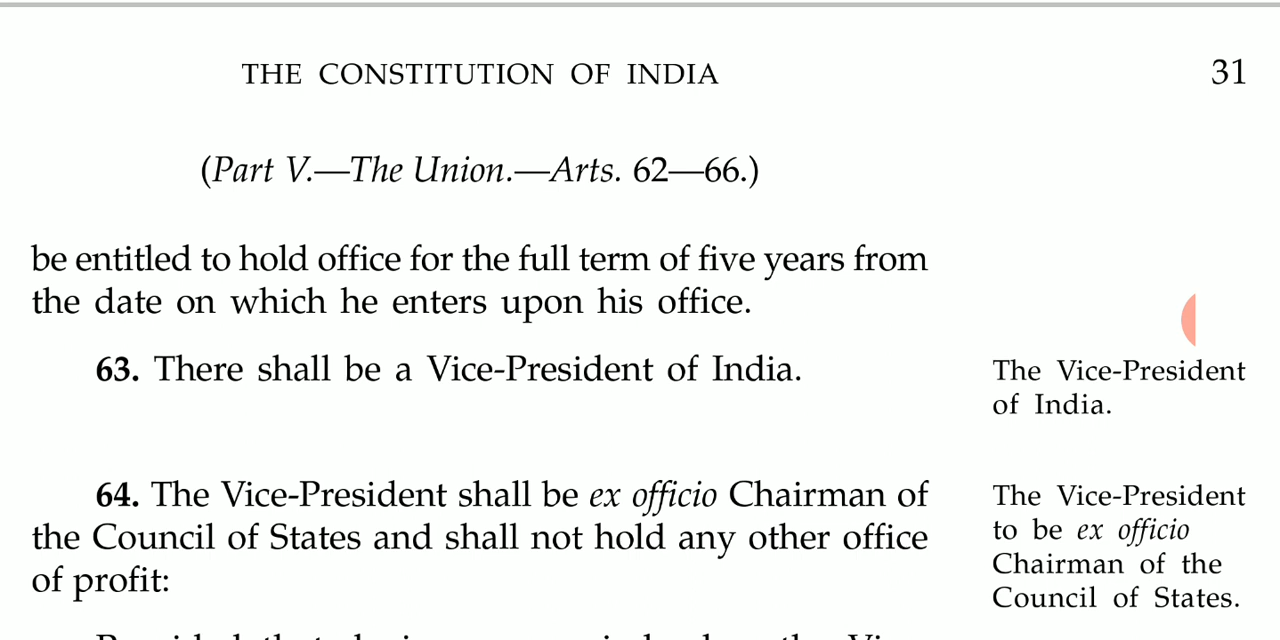 THE CONSTITUTION OF INDIA 31
(Part V.—The Union.—Arts. 62—66.)
be entitled to hold office for the full term of five years from
the date on which he enters upon his office.
63. There shall be a Vice-President of India.
The Vice-President
of India.
64. The Vice-President shall be ex officio Chairman of
the Council of States and shall not hold any other office
of profit:
The Vice-President
to be ex officio
Chairman of the
Council of States.